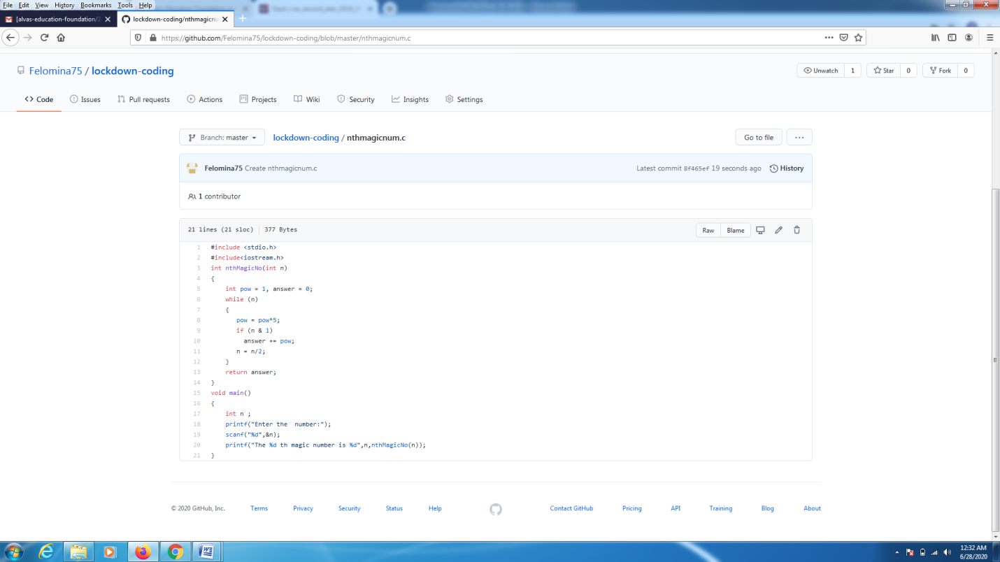 File Edit View History Bookmarks Tools Help
[alvas-education-foundation/2
lockdown-coding/nthmagicnu
https://github.com/Felomina75/lockdown-coding/blob/master/nthmagicnum.c
Felomina75 / lockdown-coding
Unwatch 1 Star 0 Fork 0
Code Issues Pull requests Actions Projects Wiki Security Insights Settings
Branch: master lockdown-coding / nthmagicnum.c Go to file
Felomina75 Create nthmagicnum.c Latest commit 8f465ef 19 seconds ago History
1 contributor
21 lines (21 sloc) 377 Bytes Raw Blame
1 #include <stdio.h>
2 #include<iostream.h>
3 int nthMagicNo(int n)
4 {
5 int pow = 1, answer = 0;
6 while (n)
7 {
8 pow = pow*5;
9 if (n & 1)
10 answer += pow;
11 n = n/2;
12 }
13 return answer;
14 }
15 void main()
16 {
17 int n ;
18 printf("Enter the  number:");
19 scanf("%d",&n);
20 printf("The %d th magic number is %d",n,nthMagicNo(n));
21 }
© 2020 GitHub, Inc. Terms Privacy Security Status Help Contact GitHub Pricing API Training Blog About
12:32 AM
6/28/2020